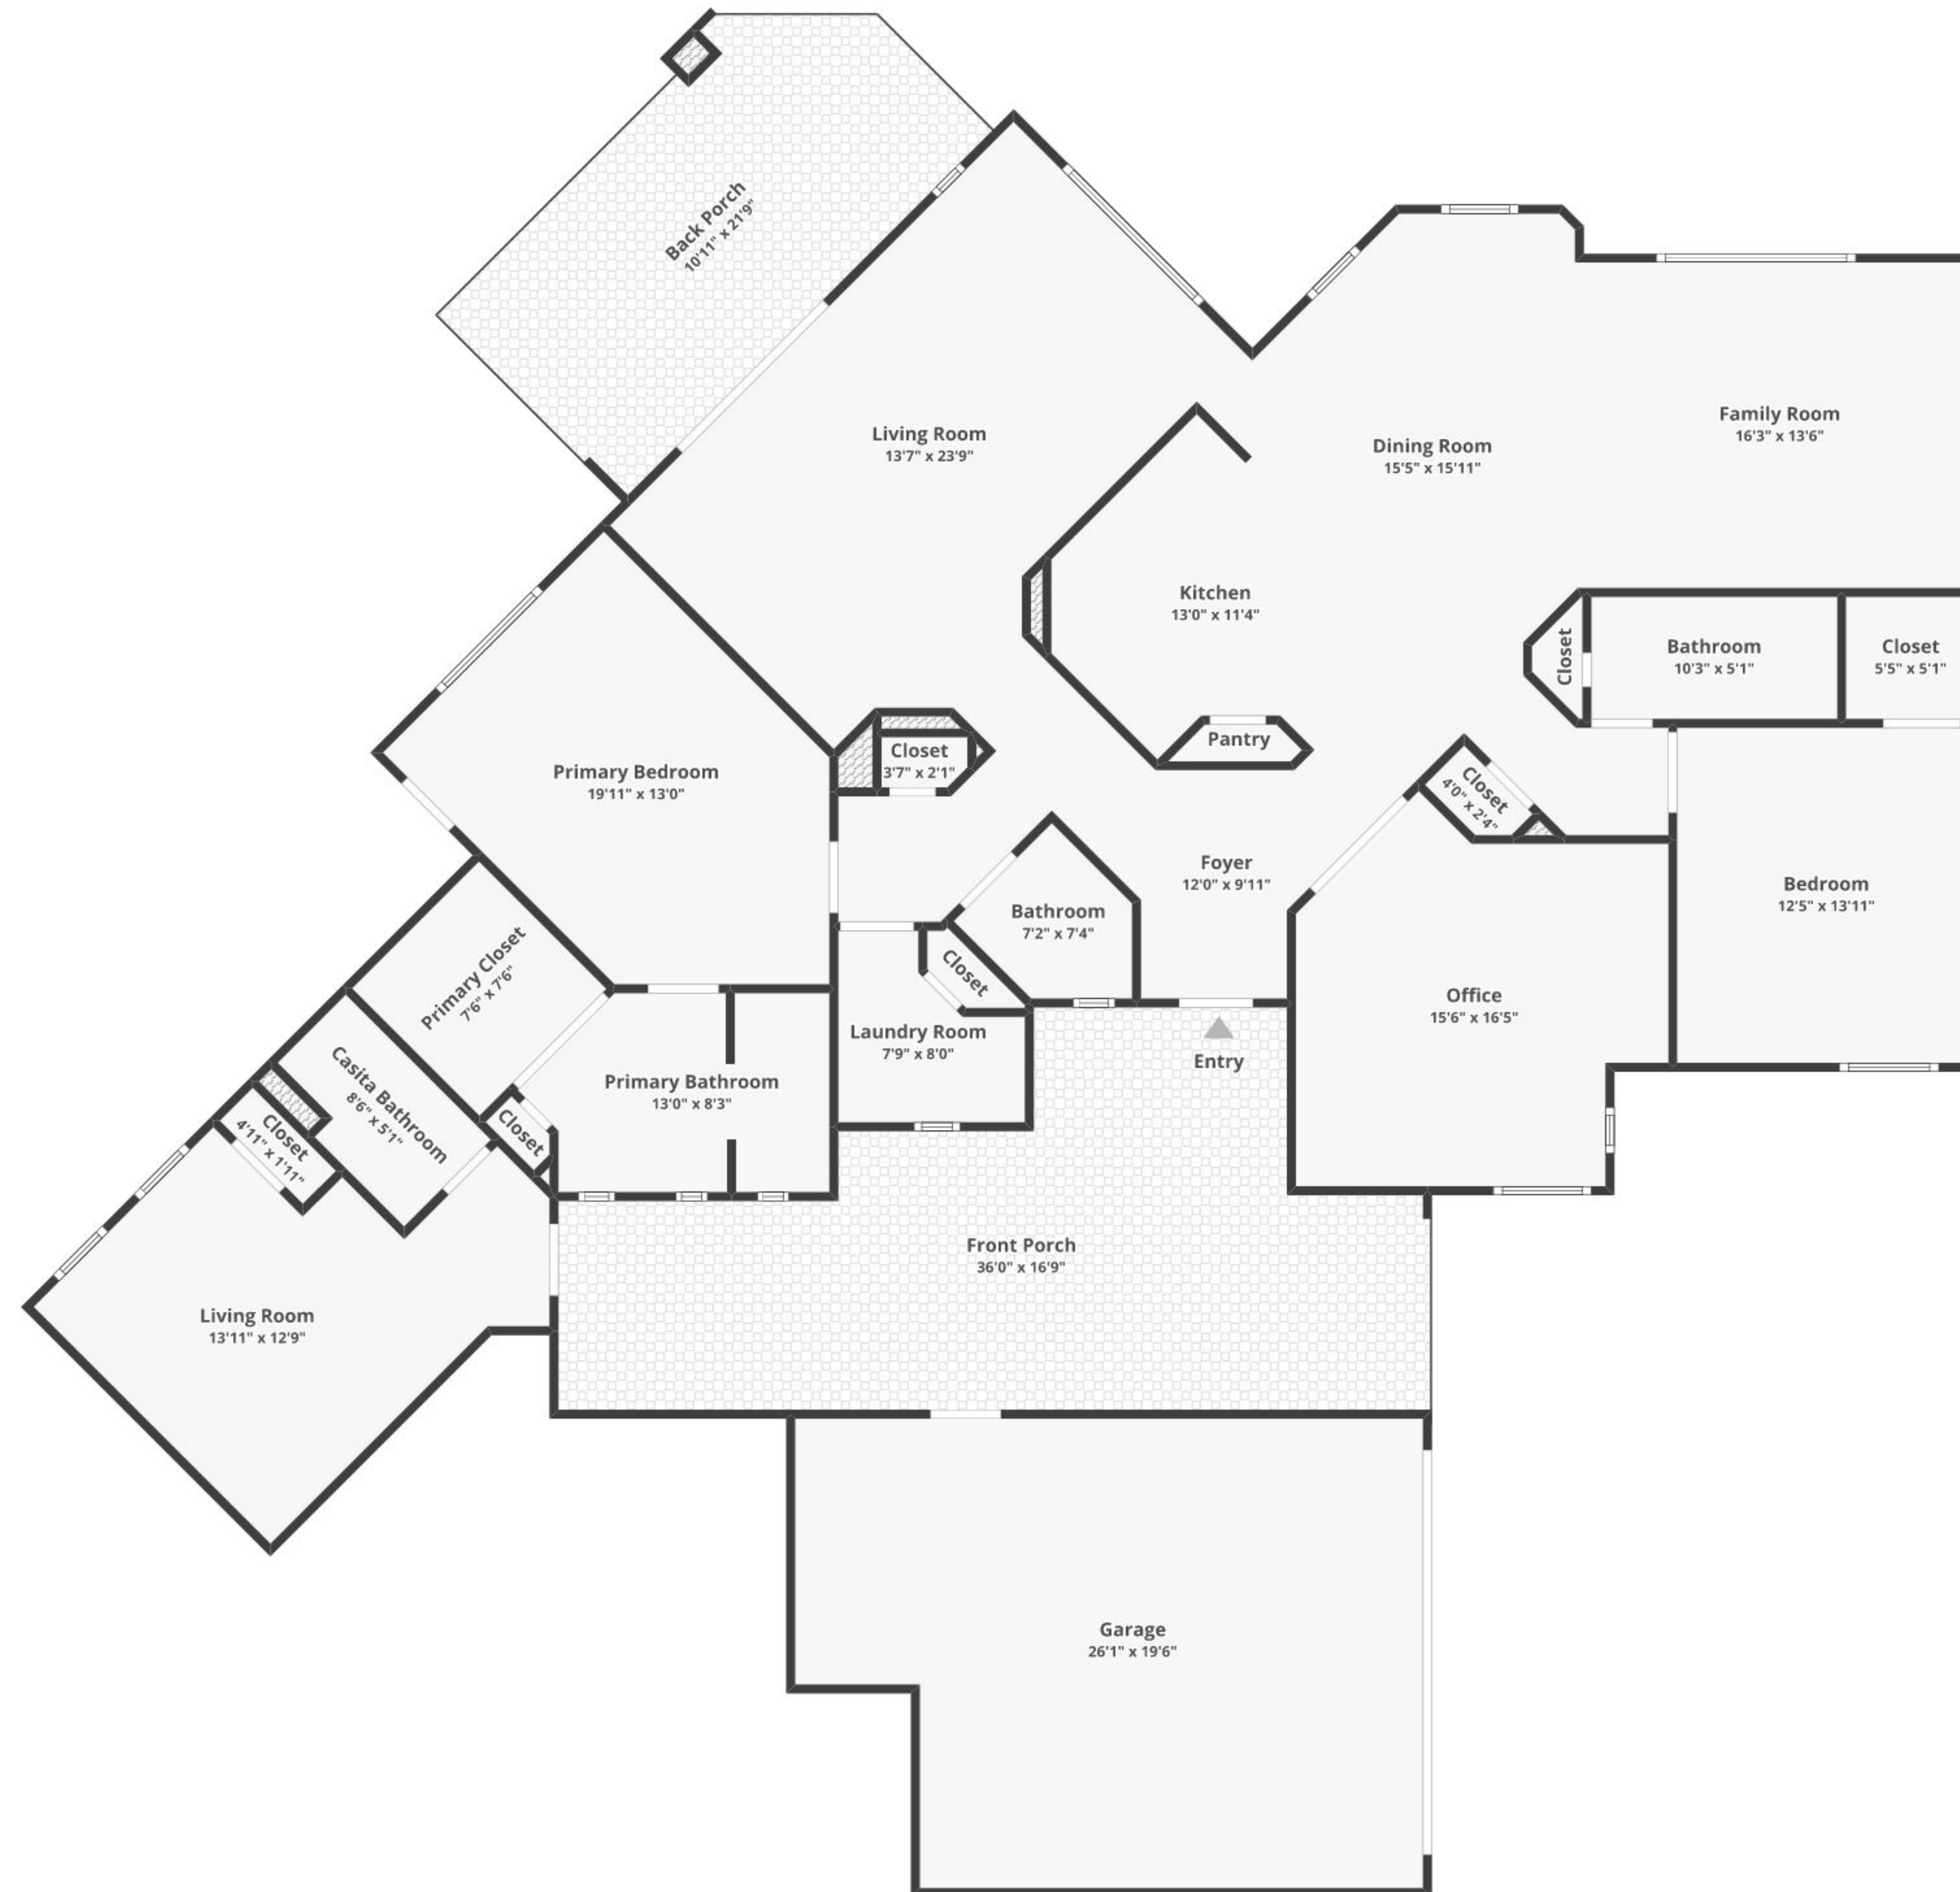 Back Porch
10'11" x 21'9"
Living Room
13'7" x 23'9"
Dining Room
15'5" x 15'11"
Family Room
16'3" x 13'6"
Kitchen
13'0" x 11'4"
Closet
Bathroom
10'3" x 5'1"
Closet
5'5" x 5'1"
Pantry
Closet
3'7" x 2'1"
Primary Bedroom
19'11" x 13'0"
Closet
4'0" x 2'4"
Foyer
12'0" x 9'11"
Bedroom
12'5" x 13'11"
Bathroom
7'2" x 7'4"
Primary Closet
7'6" x 7'6"
Closet
Office
15'6" x 16'5"
Laundry Room
7'9" x 8'0"
Entry
Primary Bathroom
13'0" x 8'3"
Casita Bathroom
8'6" x 5'1"
Closet
4'11" x 1'11"
Closet
Front Porch
36'0" x 16'9"
Living Room
13'11" x 12'9"
Garage
26'1" x 19'6"